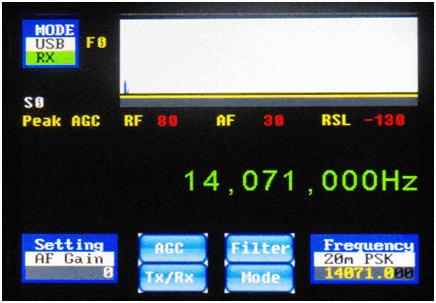 MODE
USB
RX
F0
S0
Peak AGC RF 80 AF 30 RSL -130
14,071,000Hz
Setting
AF Gain
0
AGC
Filter
Tx/Rx
Mode
Frequency
20m PSK
14071.000